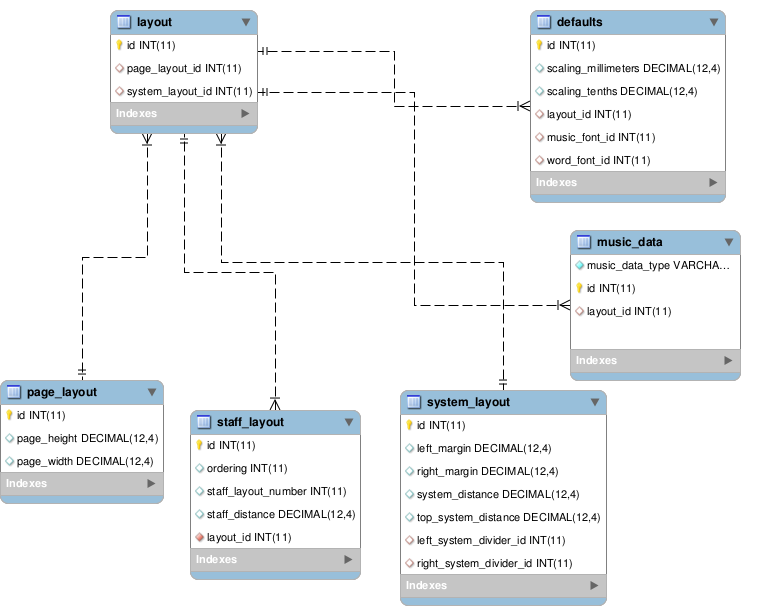 layout
id INT(11)
page_layout_id INT(11)
system_layout_id INT(11)
Indexes
defaults
id INT(11)
scaling_millimeters DECIMAL(12,4)
scaling_tenths DECIMAL(12,4)
layout_id INT(11)
music_font_id INT(11)
word_font_id INT(11)
Indexes
music_data
music_data_type VARCHA...
id INT(11)
layout_id INT(11)
Indexes
page_layout
id INT(11)
page_height DECIMAL(12,4)
page_width DECIMAL(12,4)
Indexes
staff_layout
id INT(11)
ordering INT(11)
staff_layout_number INT(11)
staff_distance DECIMAL(12,4)
layout_id INT(11)
Indexes
system_layout
id INT(11)
left_margin DECIMAL(12,4)
right_margin DECIMAL(12,4)
system_distance DECIMAL(12,4)
top_system_distance DECIMAL(12,4)
left_system_divider_id INT(11)
right_system_divider_id INT(11)
Indexes